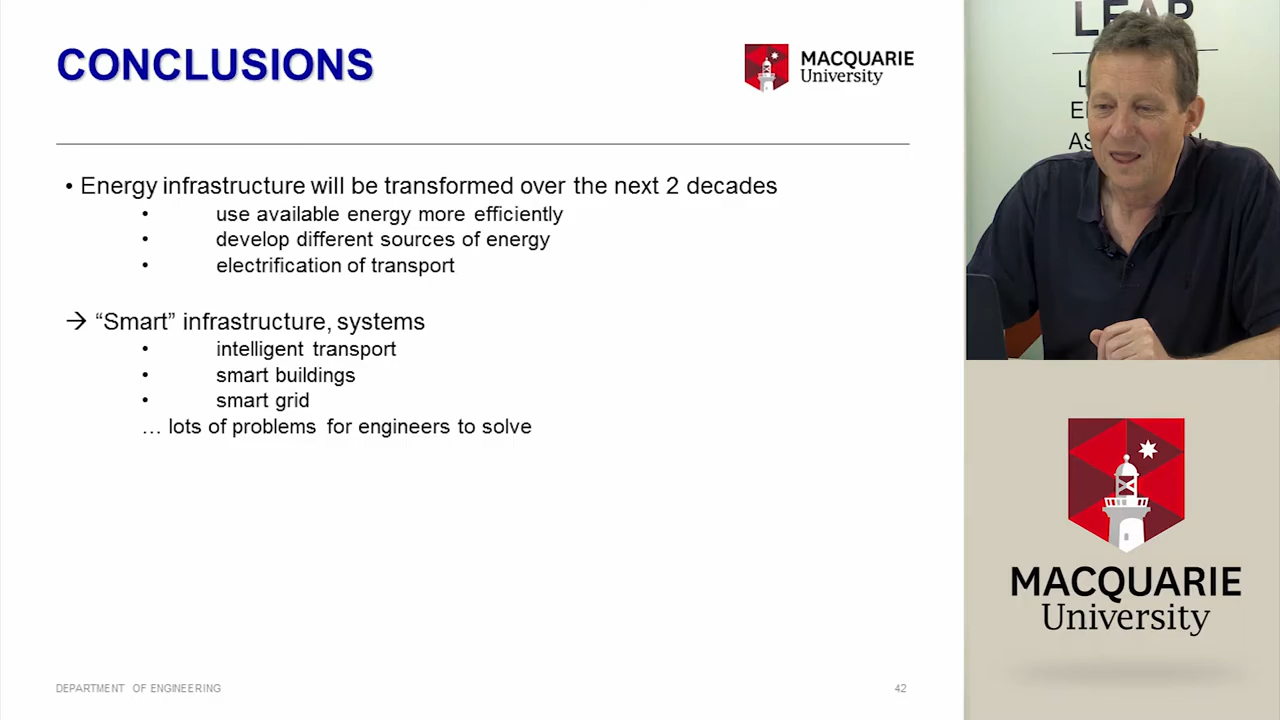 CONCLUSIONS
MACQUARIE
University
• Energy infrastructure will be transformed over the next 2 decades
• use available energy more efficiently
• develop different sources of energy
• electrification of transport
→ “Smart” infrastructure, systems
• intelligent transport
• smart buildings
• smart grid
… lots of problems for engineers to solve
DEPARTMENT OF ENGINEERING
42
MACQUARIE
University